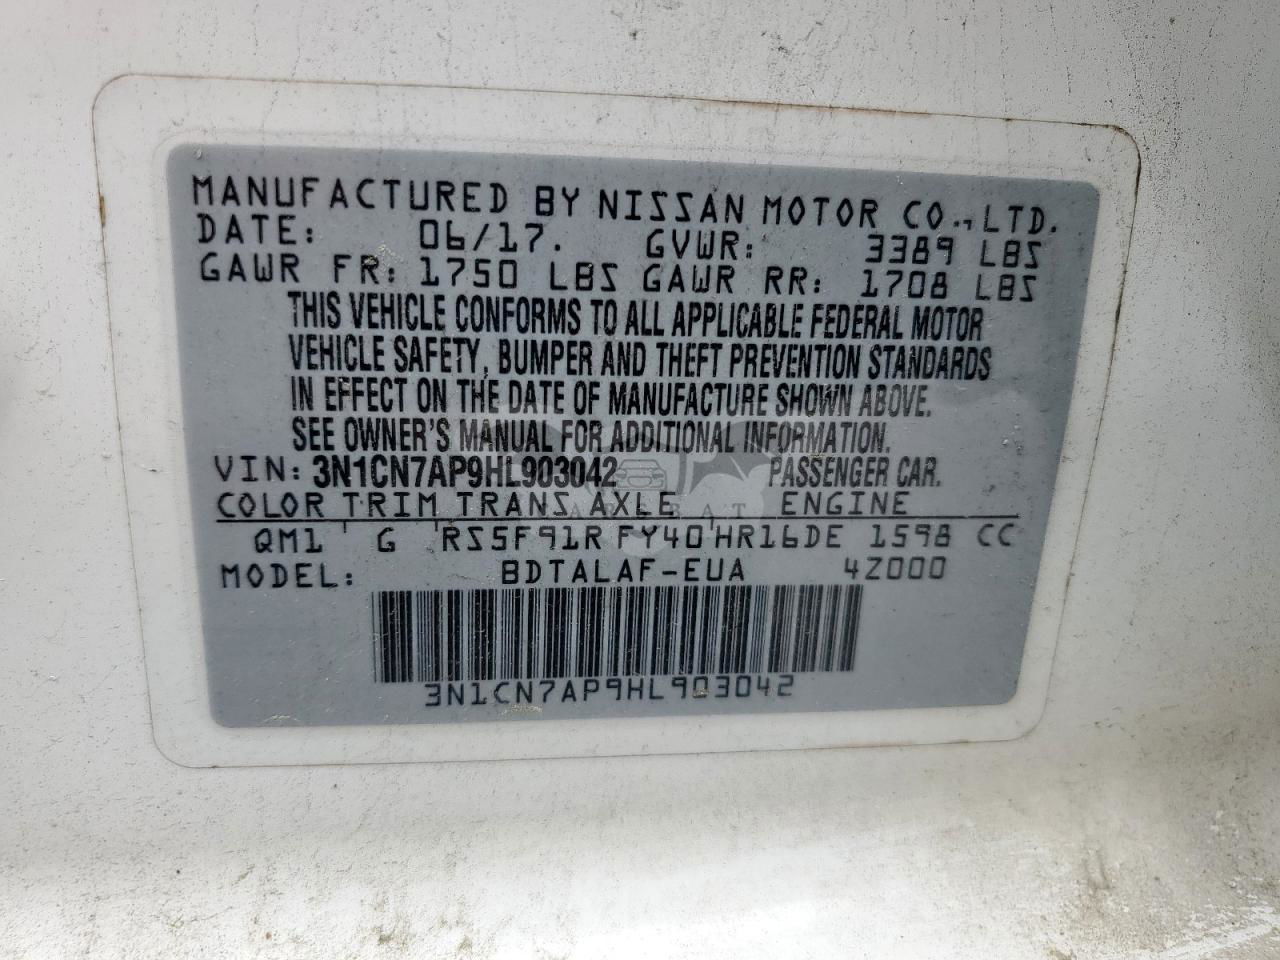 MANUFACTURED BY NISSAN MOTOR CO., LTD.
DATE: 06/17. GVWR: 3389 LBS
GAWR FR: 1750 LBS GAWR RR: 1708 LBS
THIS VEHICLE CONFORMS TO ALL APPLICABLE FEDERAL MOTOR
VEHICLE SAFETY, BUMPER AND THEFT PREVENTION STANDARDS
IN EFFECT ON THE DATE OF MANUFACTURE SHOWN ABOVE.
SEE OWNER'S MANUAL FOR ADDITIONAL INFORMATION.
VIN: 3N1CN7AP9HL903042 PASSENGER CAR.
COLOR TRIM TRANS AXLE ENGINE
QM1 G RS5F91R FY40 HR16DE 1598 CC
MODEL: BDTALAF-EUA 4Z000
3N1CN7AP9HL903042